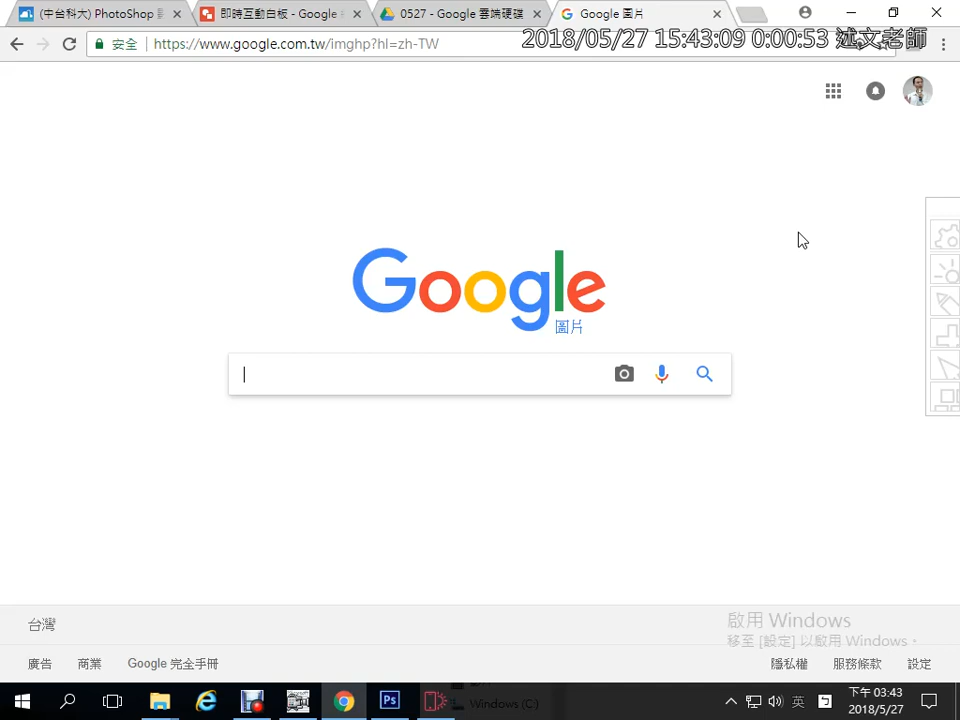 (中台科大) PhotoShop
即時互動白板 - Google
0527 - Google 雲端硬碟
Google 圖片
安全
https://www.google.com.tw/imghp?hl=zh-TW
2018/05/27 15:43:09 0:00:53 述文老師
Google
圖片
台灣
啟用 Windows
移至 [設定] 以啟用 Windows。
廣告
商業
Google 完全手冊
隱私權
服務條款
設定
Ps
Windows (C:)
英
下午 03:43
2018/5/27